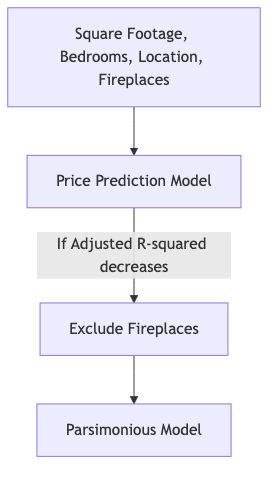 Square Footage,
Bedrooms, Location,
Fireplaces
Price Prediction Model
If Adjusted R-squared
decreases
Exclude Fireplaces
Parsimonious Model